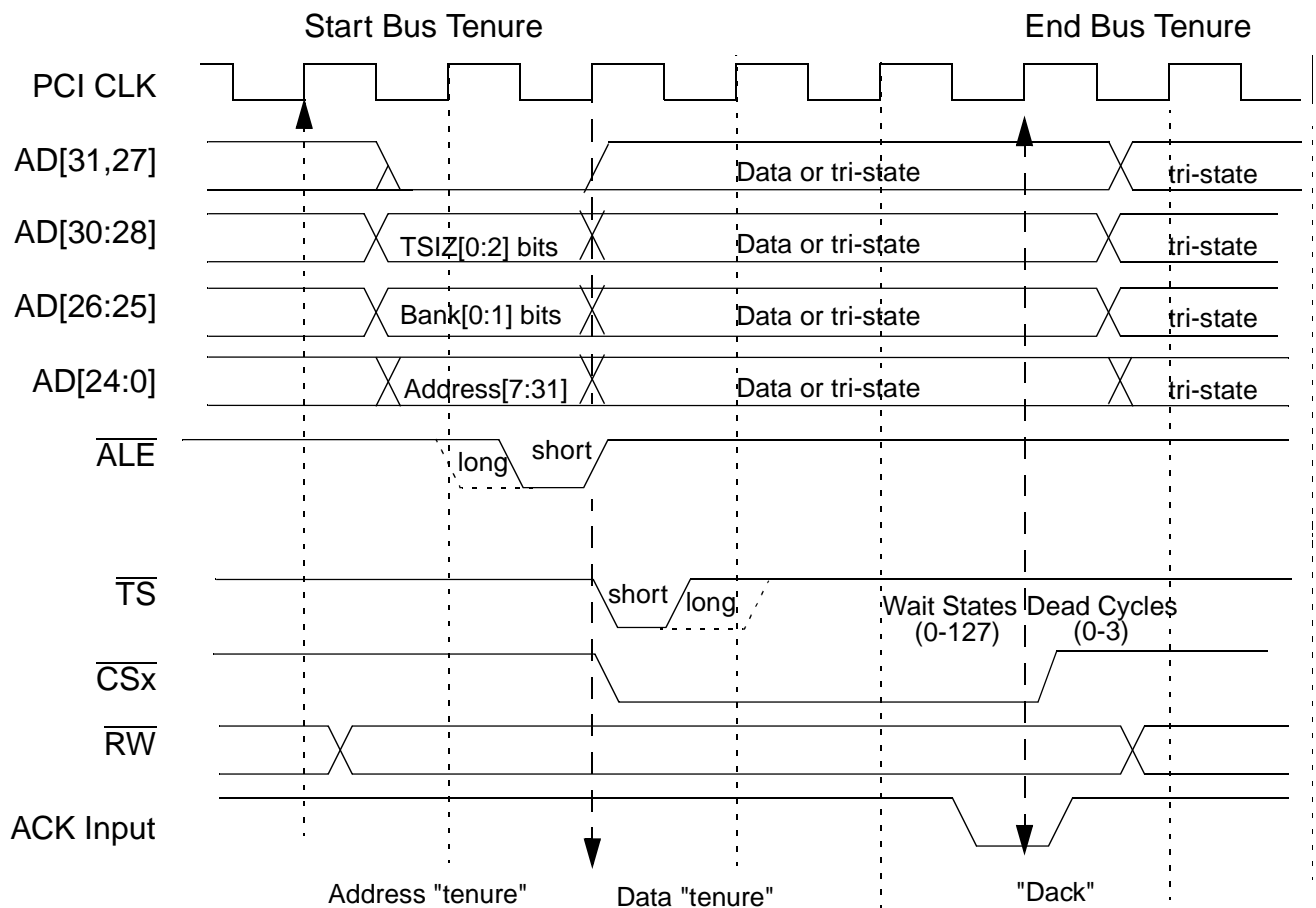 Start Bus Tenure
End Bus Tenure
PCI CLK
AD[31,27]
Data or tri-state
tri-state
AD[30:28]
TSIZ[0:2] bits
Data or tri-state
tri-state
AD[26:25]
Bank[0:1] bits
Data or tri-state
tri-state
AD[24:0]
Address[7:31]
Data or tri-state
tri-state
ALE
long
short
TS
short
long
Wait States
(0-127)
Dead Cycles
(0-3)
CSx
RW
ACK Input
Address "tenure"
Data "tenure"
"Dack"